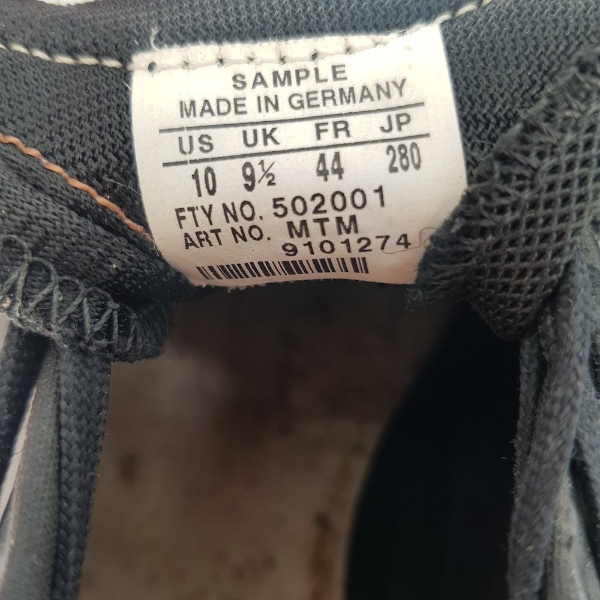 SAMPLE
MADE IN GERMANY
US UK FR JP
10 9½ 44 280
FTY NO. 502001
ART NO. MTM
9101274